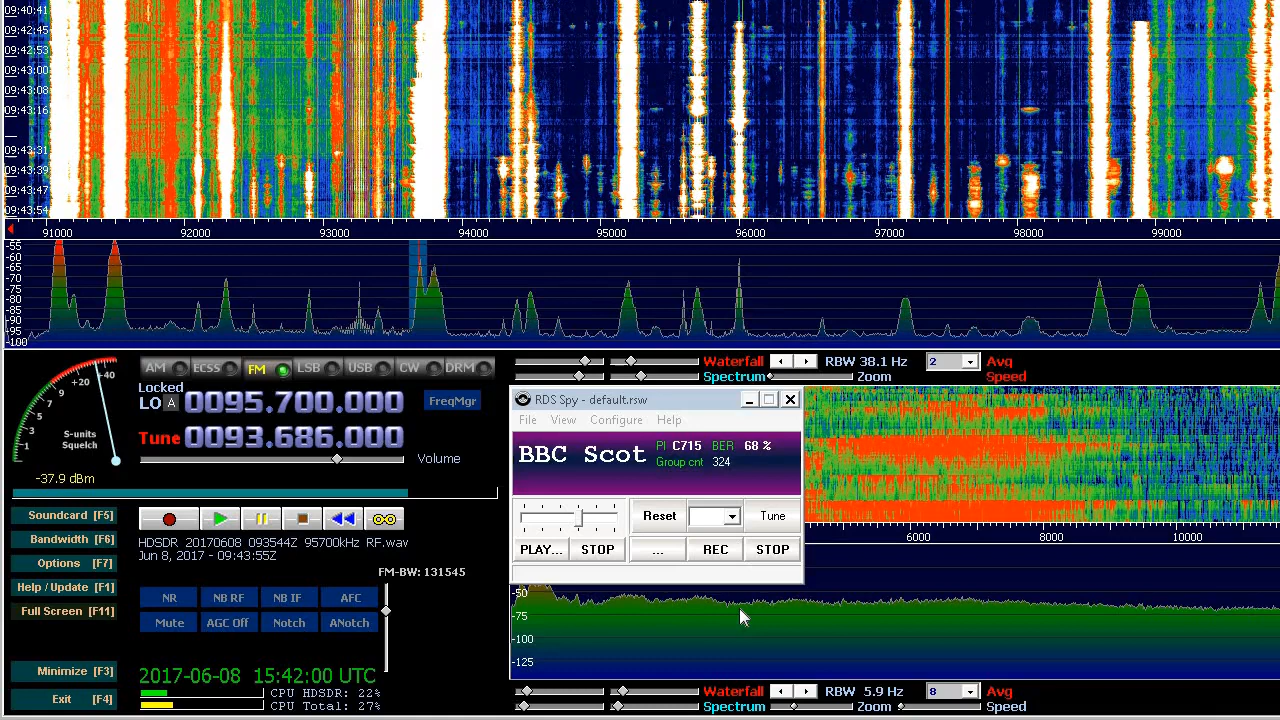 09:40:41
09:42:45
09:42:53
09:43:00
09:43:08
09:43:16
09:43:31
09:43:39
09:43:47
09:43:54
91000 92000 93000 94000 95000 96000 97000 98000 99000
-55
-60
-65
-70
-75
-80
-85
-90
-95
-100
AM ECSS FM LSB USB CW DRM
Locked
LO A 0095.700.000
Tune 0093.686.000
FreqMgr
Volume
+40
+20
9
7
5
3
1
S-units
Squelch
-37.9 dBm
Waterfall RBW 38.1 Hz 2 Avg
Spectrum Zoom Speed
RDS Spy - default.rsw
File View Configure Help
BBC Scot
PI C715 BER 68 %
Group cnt 324
Reset Tune
PLAY... STOP ... REC STOP
Soundcard [F5]
Bandwidth [F6]
Options [F7]
Help / Update [F1]
Full Screen [F11]
Minimize [F3]
Exit [F4]
HDSDR 20170608 093544Z 95700kHz RF.wav
Jun 8, 2017 - 09:43:55Z
FM-BW: 131545
NR NB RF NB IF AFC
Mute AGC Off Notch ANotch
2017-06-08 15:42:00 UTC
CPU HDSDR: 22%
CPU Total: 27%
6000 8000 10000
-50
-75
-100
-125
Waterfall RBW 5.9 Hz 8 Avg
Spectrum Zoom Speed